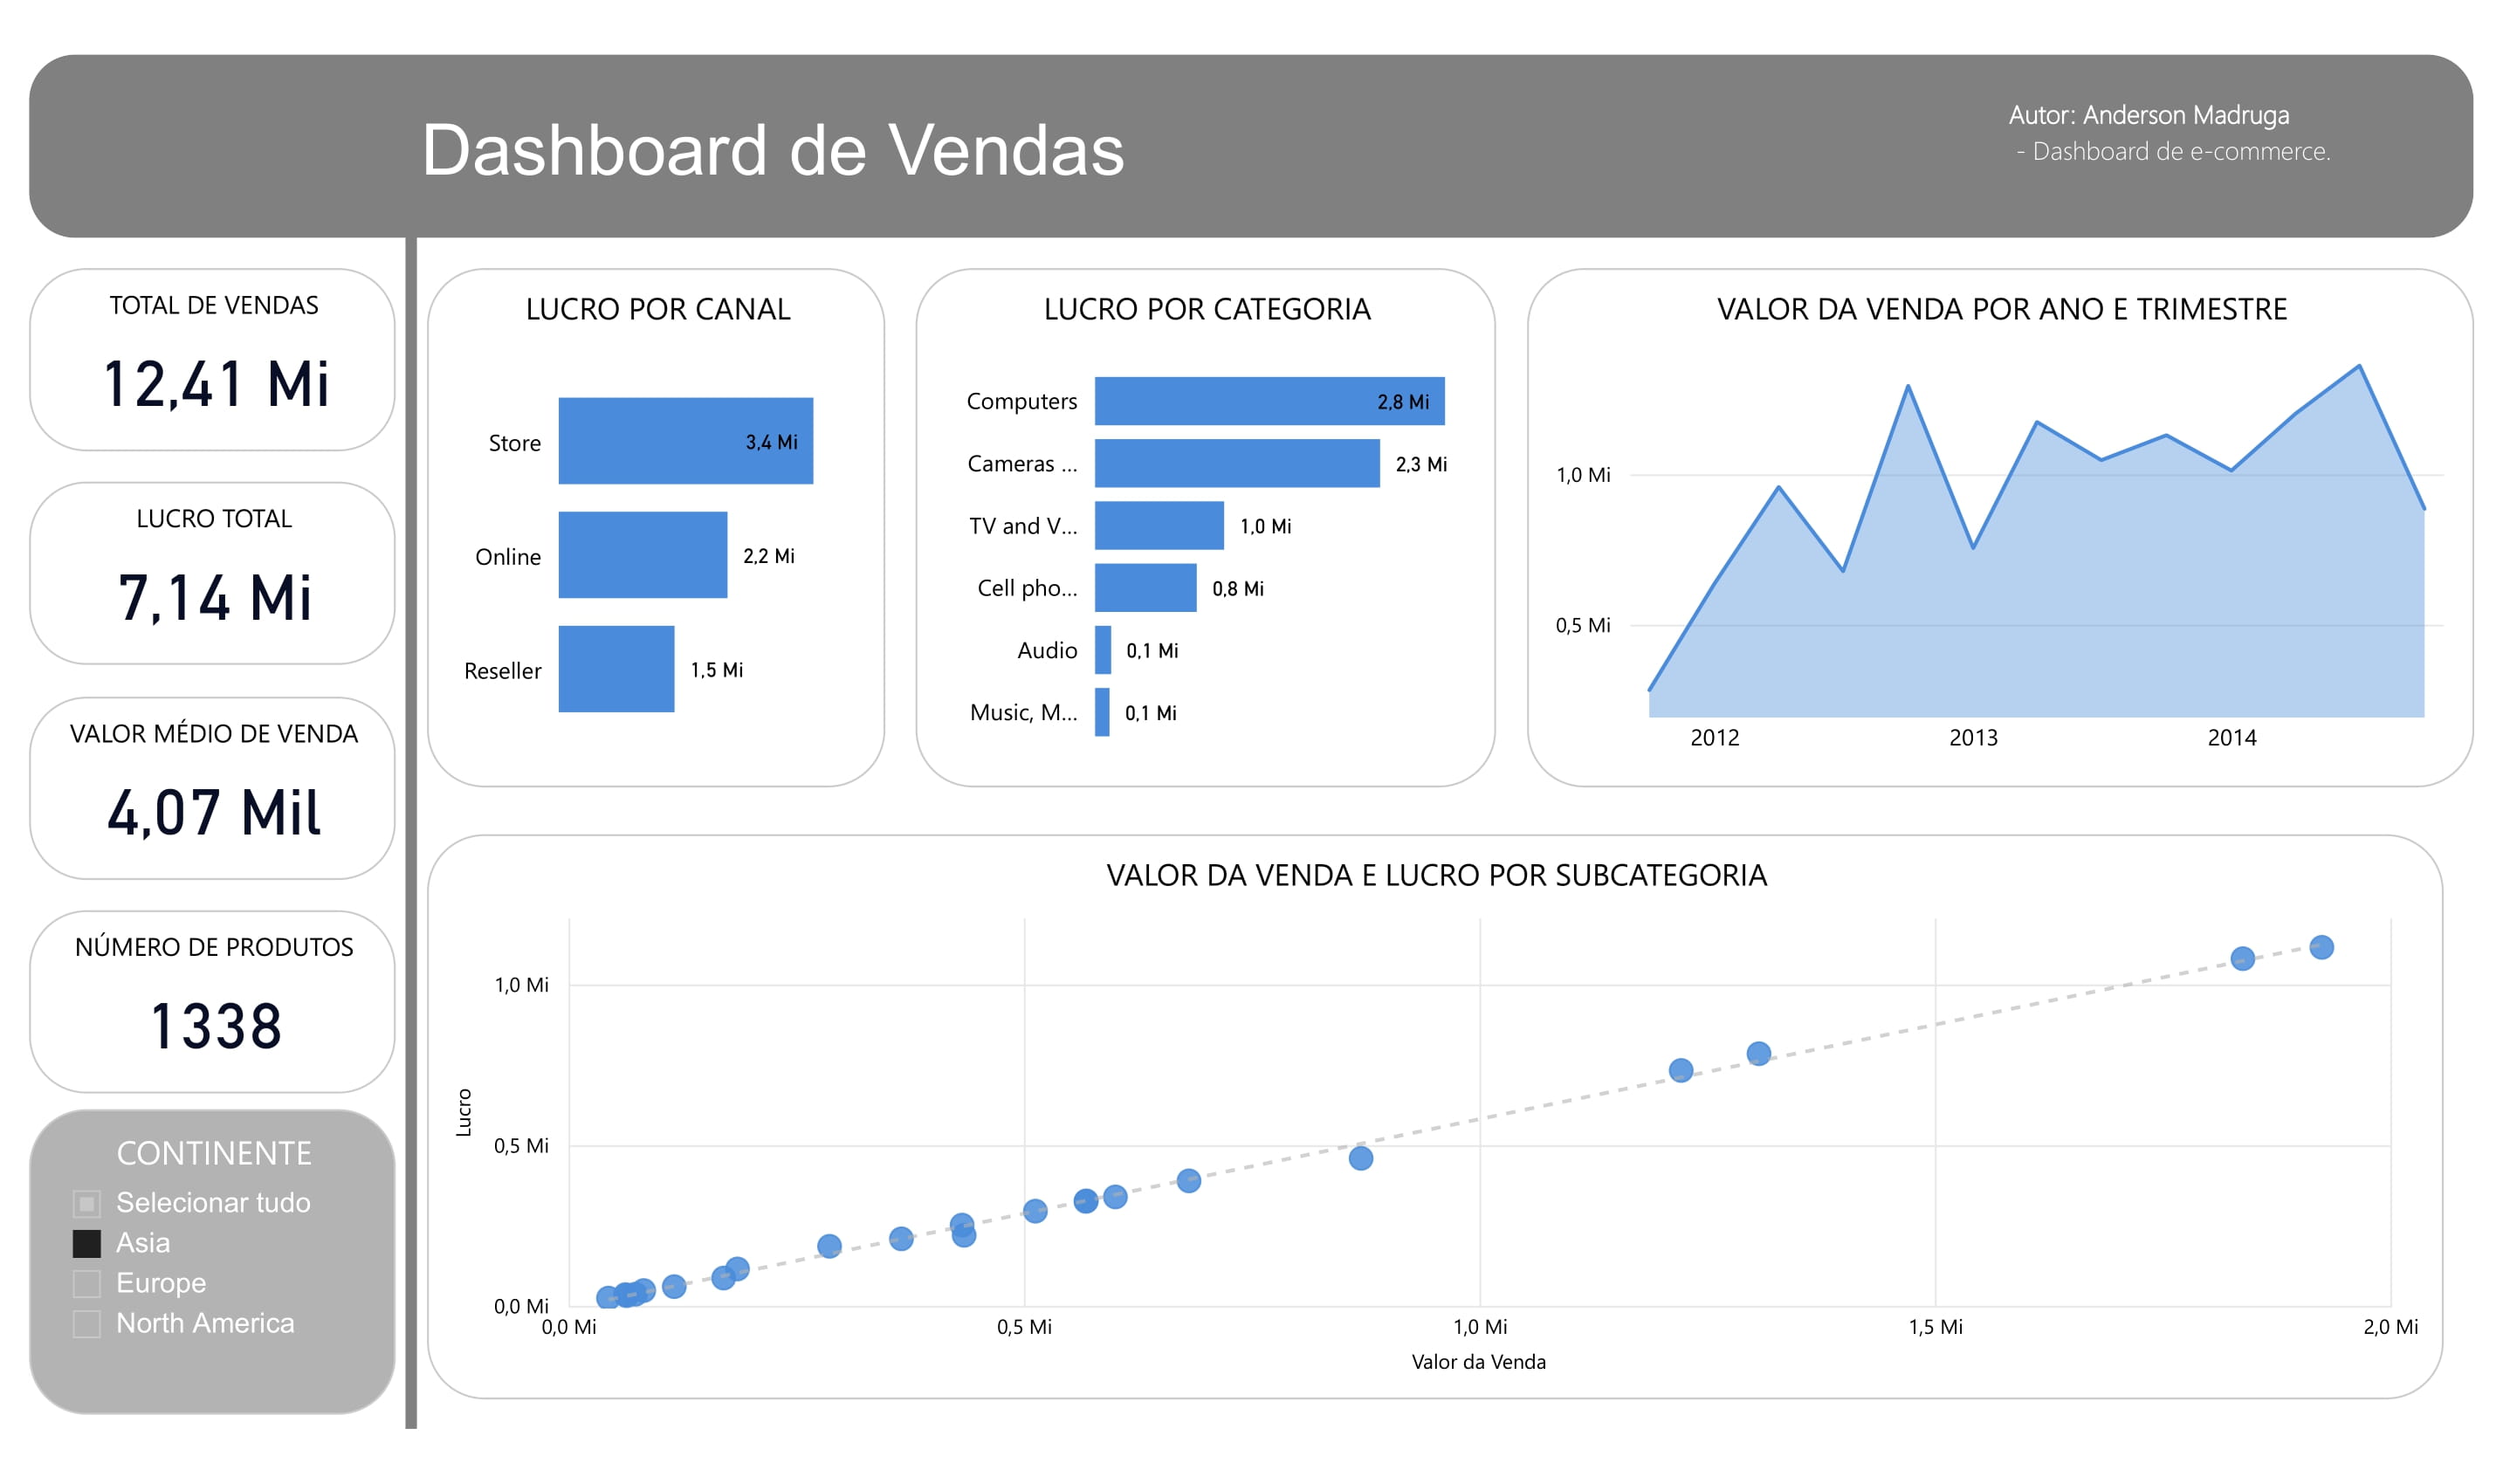 Dashboard de Vendas
Autor: Anderson Madruga
- Dashboard de e-commerce.
TOTAL DE VENDAS
12,41 Mi
LUCRO TOTAL
7,14 Mi
VALOR MÉDIO DE VENDA
4,07 Mil
NÚMERO DE PRODUTOS
1338
CONTINENTE
Selecionar tudo
Asia
Europe
North America
LUCRO POR CANAL
Store
3,4 Mi
Online
2,2 Mi
Reseller
1,5 Mi
LUCRO POR CATEGORIA
Computers
2,8 Mi
Cameras ...
2,3 Mi
TV and V...
1,0 Mi
Cell pho...
0,8 Mi
Audio
0,1 Mi
Music, M...
0,1 Mi
VALOR DA VENDA POR ANO E TRIMESTRE
1,0 Mi
0,5 Mi
2012
2013
2014
VALOR DA VENDA E LUCRO POR SUBCATEGORIA
Lucro
1,0 Mi
0,5 Mi
0,0 Mi
0,0 Mi
0,5 Mi
1,0 Mi
1,5 Mi
2,0 Mi
Valor da Venda